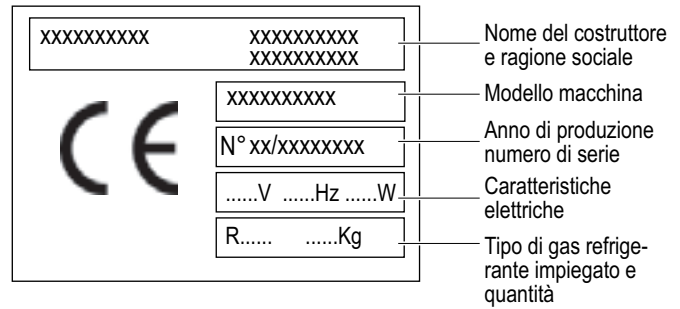 xxxxxxxxxx xxxxxxxxxx
xxxxxxxxxx
Nome del costruttore
e ragione sociale
CE
xxxxxxxxxx
Modello macchina
N° xx/xxxxxxxx
Anno di produzione
numero di serie
......V ......Hz ......W
Caratteristiche
elettriche
R...... ......Kg
Tipo di gas refrige-
rante impiegato e
quantità